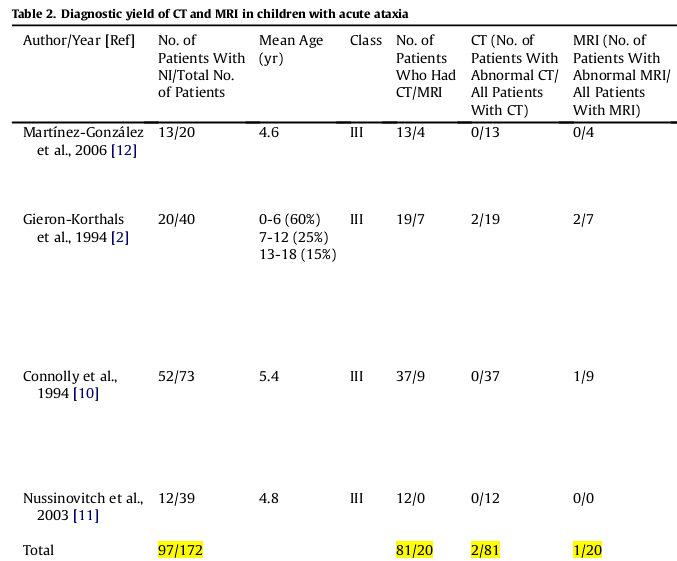 Table 2. Diagnostic yield of CT and MRI in children with acute ataxia
Author/Year [Ref] No. of Patients With NI/Total No. of Patients Mean Age (yr) Class No. of Patients Who Had CT/MRI CT (No. of Patients With Abnormal CT/ All Patients With CT) MRI (No. of Patients With Abnormal MRI/ All Patients With MRI)
Martínez-González 13/20 4.6 III 13/4 0/13 0/4
et al., 2006 [12]
Gieron-Korthals 20/40 0-6 (60%) III 19/7 2/19 2/7
et al., 1994 [2] 7-12 (25%)
13-18 (15%)
Connolly et al., 52/73 5.4 III 37/9 0/37 1/9
1994 [10]
Nussinovitch et al., 12/39 4.8 III 12/0 0/12 0/0
2003 [11]
Total 97/172 81/20 2/81 1/20